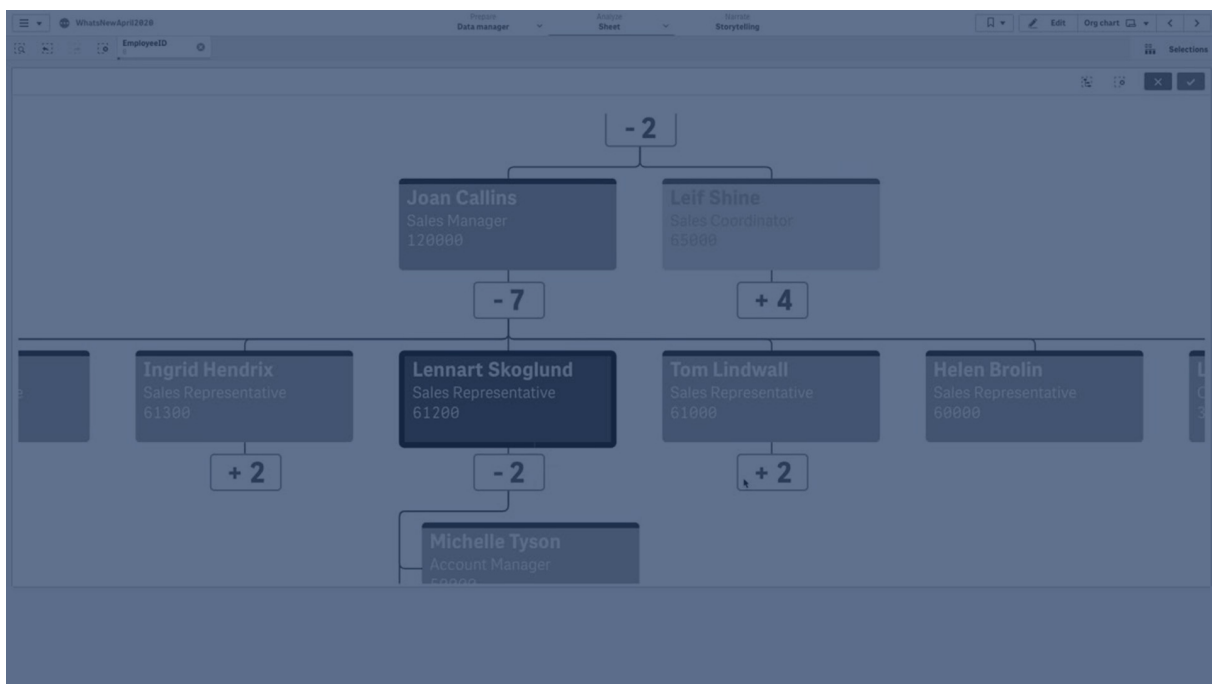 WhatsNewApril2020
Prepare
Data manager
Analyze
Sheet
Narrate
Storytelling
Edit
Org chart
EmployeeID
Selections
- 2
Joan Callins
Sales Manager
120000
Leif Shine
Sales Coordinator
65000
- 7
+ 4
Ingrid Hendrix
Sales Representative
61300
Lennart Skoglund
Sales Representative
61200
Tom Lindwall
Sales Representative
61000
Helen Brolin
Sales Representative
60000
+ 2
- 2
+ 2
Michelle Tyson
Account Manager